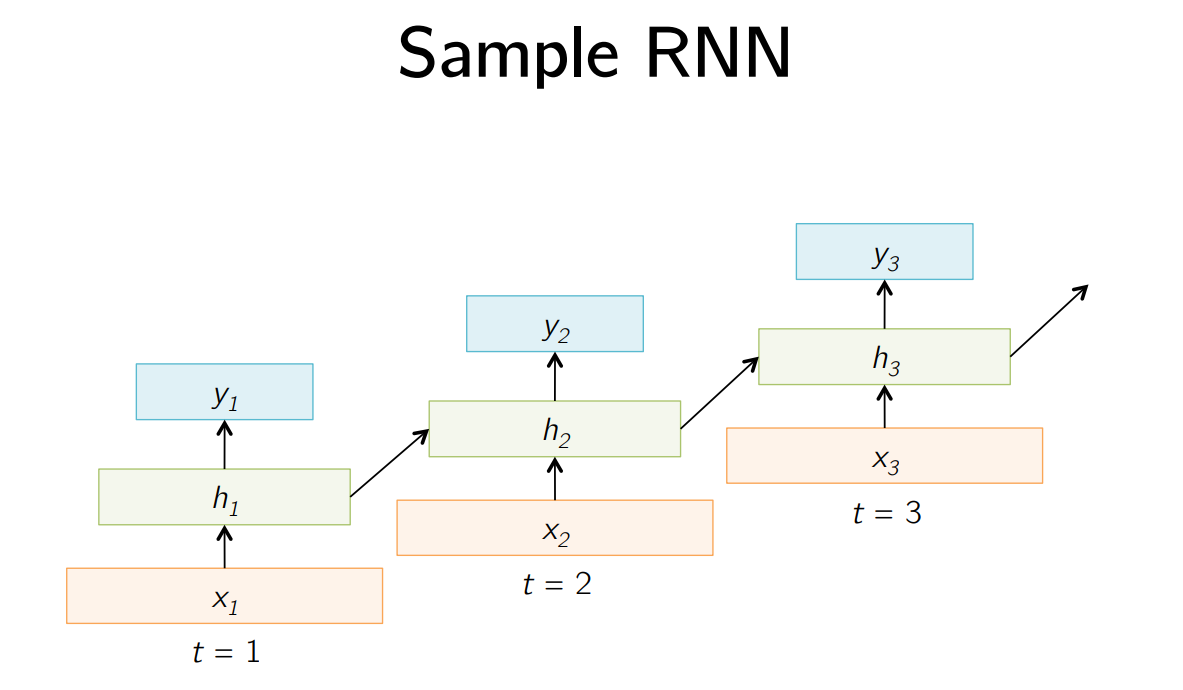 Sample RNN
y₃
y₂
h₃
y₁
h₂
x₃
h₁
t = 3
x₂
t = 2
x₁
t = 1